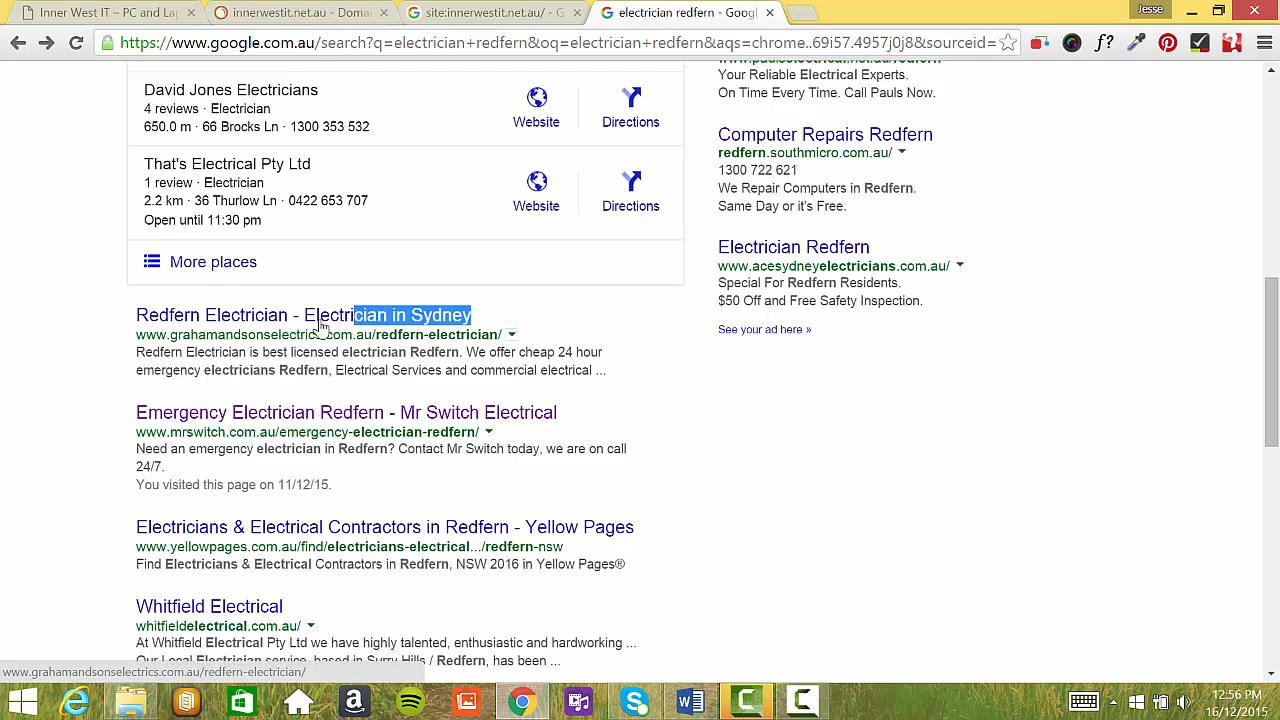 Inner West IT – PC and Lap
innerwestit.net.au - Domain
site:innerwestit.net.au/ - G
electrician redfern - Googl
Jesse
https://www.google.com.au/search?q=electrician+redfern&oq=electrician+redfern&aqs=chrome..69i57.4957j0j8&sourceid=
f?
David Jones Electricians
4 reviews · Electrician
650.0 m · 66 Brocks Ln · 1300 353 532
Website
Directions
That's Electrical Pty Ltd
1 review · Electrician
2.2 km · 36 Thurlow Ln · 0422 653 707
Open until 11:30 pm
Website
Directions
More places
Redfern Electrician - Electrician in Sydney
www.grahamandsonselectrics.com.au/redfern-electrician/
Redfern Electrician is best licensed electrician Redfern. We offer cheap 24 hour
emergency electricians Redfern, Electrical Services and commercial electrical ...
Emergency Electrician Redfern - Mr Switch Electrical
www.mrswitch.com.au/emergency-electrician-redfern/
Need an emergency electrician in Redfern? Contact Mr Switch today, we are on call
24/7.
You visited this page on 11/12/15.
Electricians & Electrical Contractors in Redfern - Yellow Pages
www.yellowpages.com.au/find/electricians-electrical.../redfern-nsw
Find Electricians & Electrical Contractors in Redfern, NSW 2016 in Yellow Pages®
Whitfield Electrical
whitfieldelectrical.com.au/
At Whitfield Electrical Pty Ltd we have highly talented, enthusiastic and hardworking ...
Our Local Electrician service, based in Surry Hills / Redfern, has been ...
www.paulselectrical.net.au/redfern
Your Reliable Electrical Experts.
On Time Every Time. Call Pauls Now.
Computer Repairs Redfern
redfern.southmicro.com.au/
1300 722 621
We Repair Computers in Redfern.
Same Day or it's Free.
Electrician Redfern
www.acesydneyelectricians.com.au/
Special For Redfern Residents.
$50 Off and Free Safety Inspection.
See your ad here »
www.grahamandsonselectrics.com.au/redfern-electrician/
12:56 PM
16/12/2015